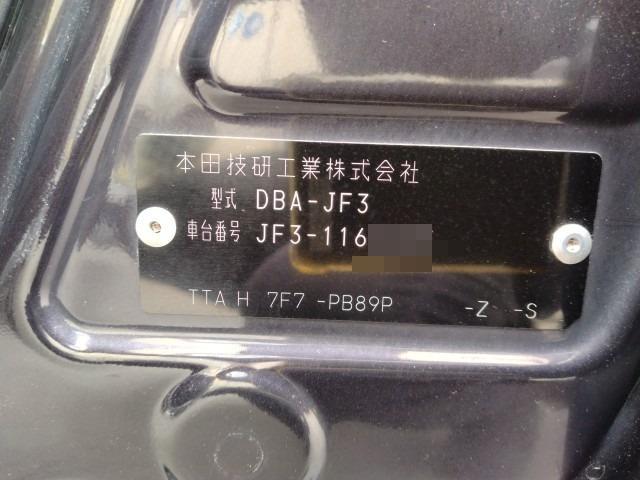 本田技研工業株式会社
型式 DBA-JF3
車台番号 JF3-116
TTA H 7F7 -PB89P -Z -S